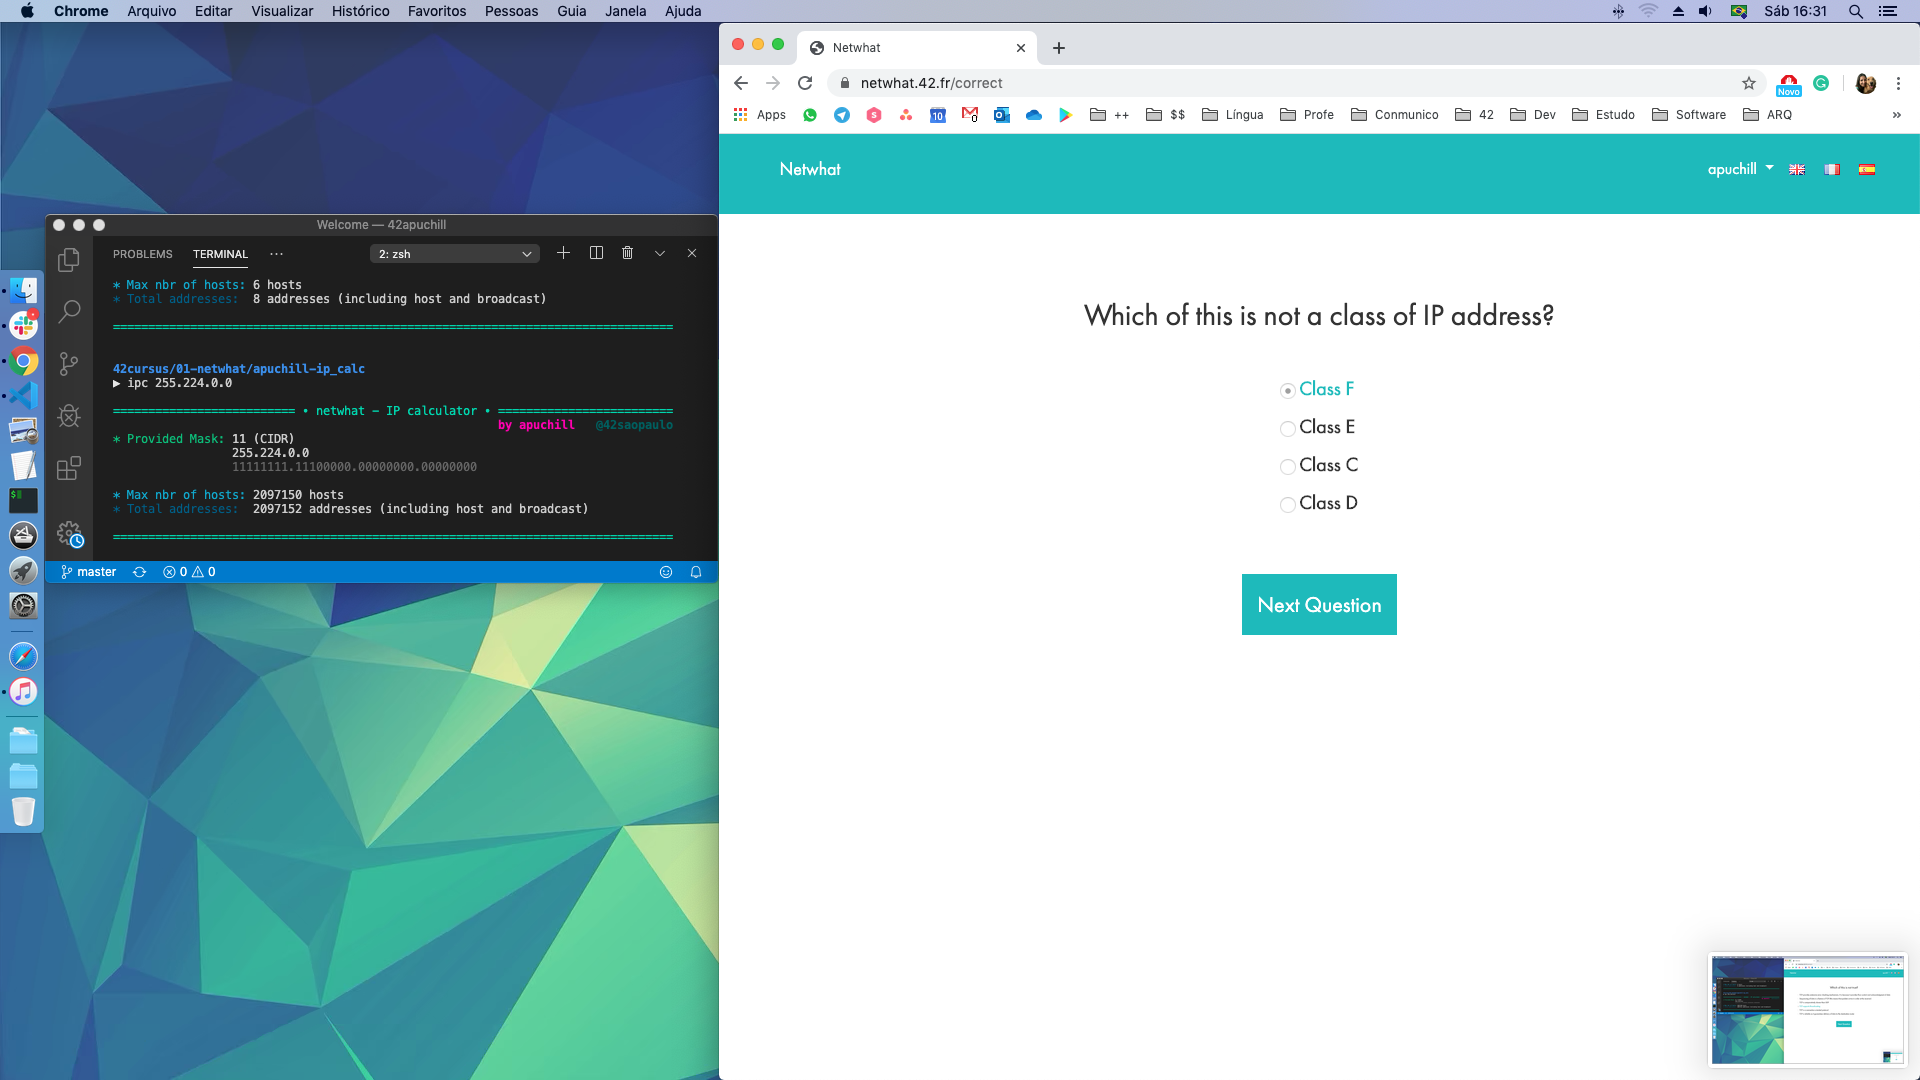 Chrome Arquivo Editar Visualizar Histórico Favoritos Pessoas Guia Janela Ajuda
Sáb 16:31
Welcome — 42apuchill
PROBLEMS TERMINAL ···
2: zsh
* Max nbr of hosts: 6 hosts
* Total addresses: 8 addresses (including host and broadcast)
================================================================================
42cursus/01-netwhat/apuchill-ip_calc
▶ ipc 255.224.0.0
========================== • netwhat - IP calculator • =========================
by apuchill @42saopaulo
* Provided Mask: 11 (CIDR)
255.224.0.0
11111111.11100000.00000000.00000000
* Max nbr of hosts: 2097150 hosts
* Total addresses: 2097152 addresses (including host and broadcast)
================================================================================
master 0 0
Netwhat
netwhat.42.fr/correct
Novo
Apps 10 0 ++ $$ Língua Profe Conmunico 42 Dev Estudo Software ARQ »
Netwhat
apuchill
Which of this is not a class of IP address?
Class F
Class E
Class C
Class D
Next Question